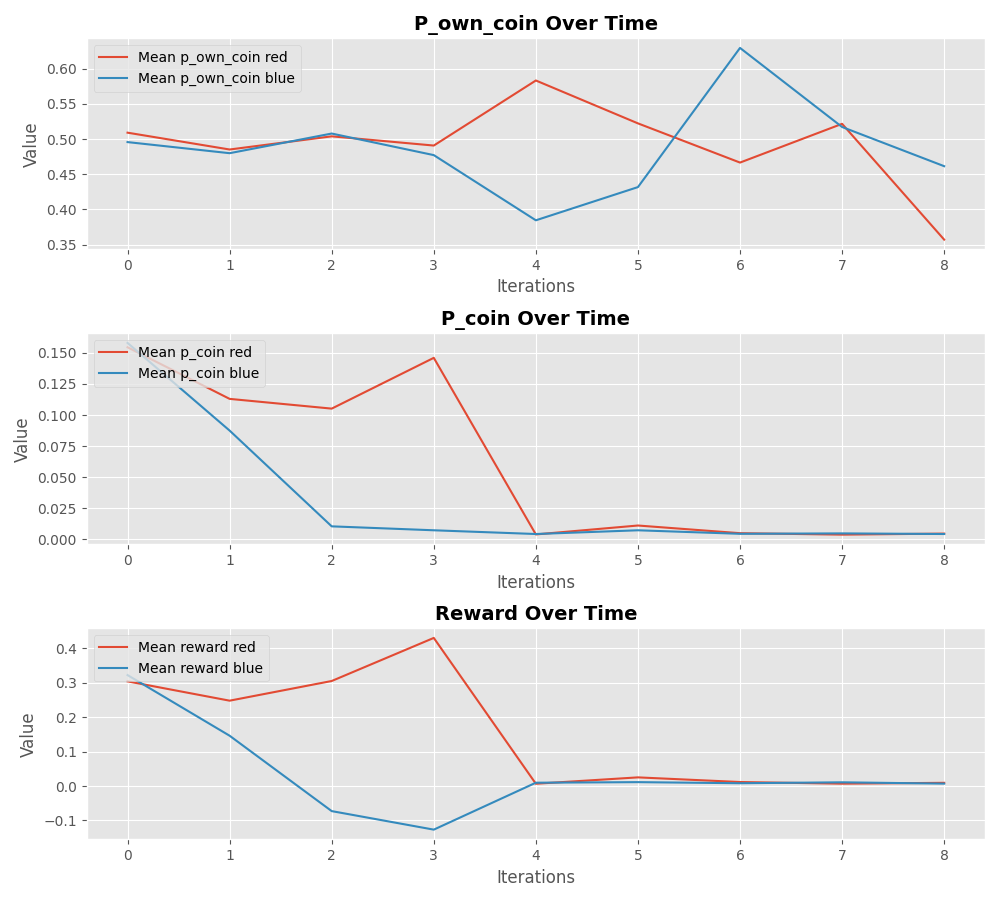 P_own_coin Over Time
Mean p_own_coin red
Mean p_own_coin blue
Value
0.60
0.55
0.50
0.45
0.40
0.35
0 1 2 3 4 5 6 7 8
Iterations
P_coin Over Time
Mean p_coin red
Mean p_coin blue
Value
0.150
0.125
0.100
0.075
0.050
0.025
0.000
0 1 2 3 4 5 6 7 8
Iterations
Reward Over Time
Mean reward red
Mean reward blue
Value
0.4
0.3
0.2
0.1
0.0
−0.1
0 1 2 3 4 5 6 7 8
Iterations